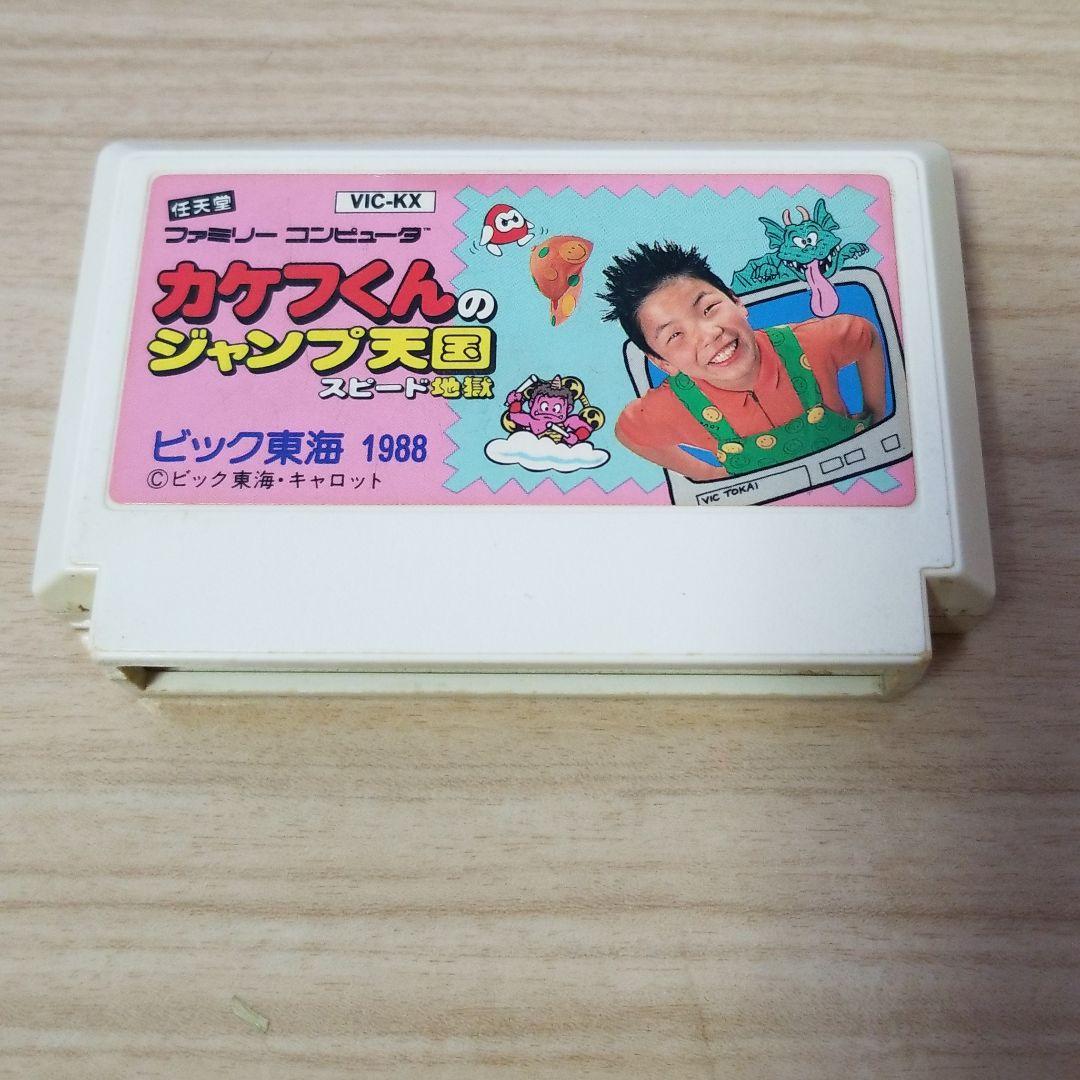 任天堂
VIC-KX
ファミリー コンピュータ™
カケフくんの
ジャンプ天国
スピード地獄
ビック東海 1988
©ビック東海・キャロット
VIC TOKAI